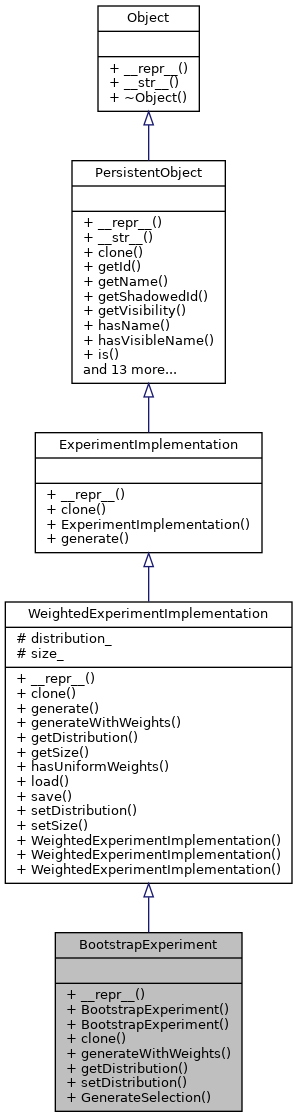 Object
+ __repr__()
+ __str__()
+ ~Object()
PersistentObject
+ __repr__()
+ __str__()
+ clone()
+ getId()
+ getName()
+ getShadowedId()
+ getVisibility()
+ hasName()
+ hasVisibleName()
+ is()
and 13 more...
ExperimentImplementation
+ __repr__()
+ clone()
+ ExperimentImplementation()
+ generate()
WeightedExperimentImplementation
# distribution_
# size_
+ __repr__()
+ clone()
+ generate()
+ generateWithWeights()
+ getDistribution()
+ getSize()
+ hasUniformWeights()
+ load()
+ save()
+ setDistribution()
+ setSize()
+ WeightedExperimentImplementation()
+ WeightedExperimentImplementation()
+ WeightedExperimentImplementation()
BootstrapExperiment
+ __repr__()
+ BootstrapExperiment()
+ BootstrapExperiment()
+ clone()
+ generateWithWeights()
+ getDistribution()
+ setDistribution()
+ GenerateSelection()